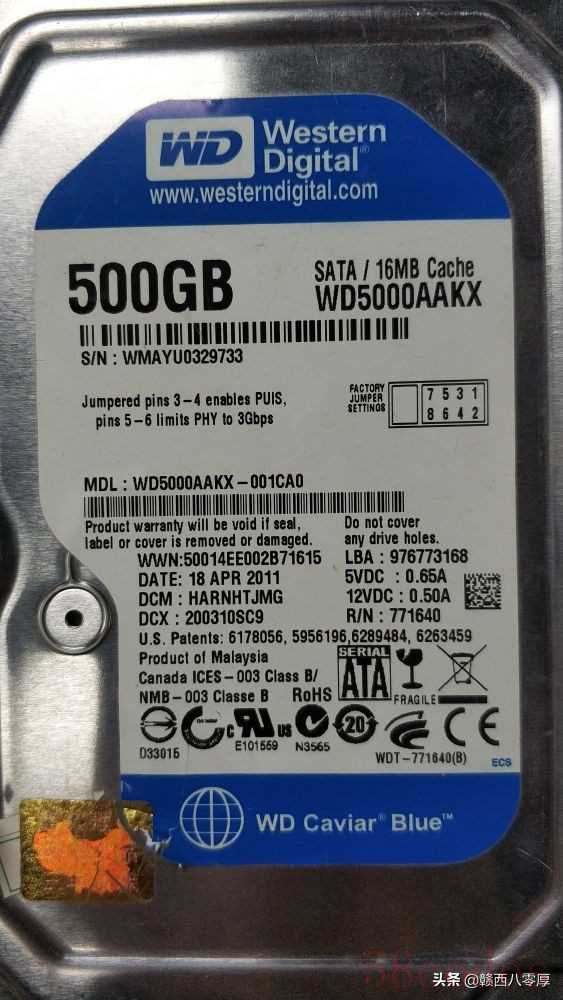 WD Western Digital®
www.westerndigital.com
500GB
SATA / 16MB Cache
WD5000AAKX
S/N : WMAYU0329733
Jumpered pins 3-4 enables PUIS,
pins 5-6 limits PHY to 3Gbps
FACTORY JUMPER SETTINGS
7 5 3 1
8 6 4 2
MDL : WD5000AAKX-001CA0
Product warranty will be void if seal,
label or cover is removed or damaged.
Do not cover
any drive holes.
WWN:50014EE002B71615
LBA : 976773168
DATE: 18 APR 2011
5VDC : 0.65A
DCM : HARNHTJMG
12VDC : 0.50A
DCX : 200310SC9
R/N : 771640
U.S. Patents: 6178056, 5956196,6289484, 6263459
Product of Malaysia
Canada ICES-003 Class B/
NMB-003 Classe B
RoHS
SERIAL
ATA
FRAGILE
c RU us
20
CE
D33015
E101559
N3565
WDT-771640(B)
ECS
WD Caiar® Blue™
头条 @赣西八零厚